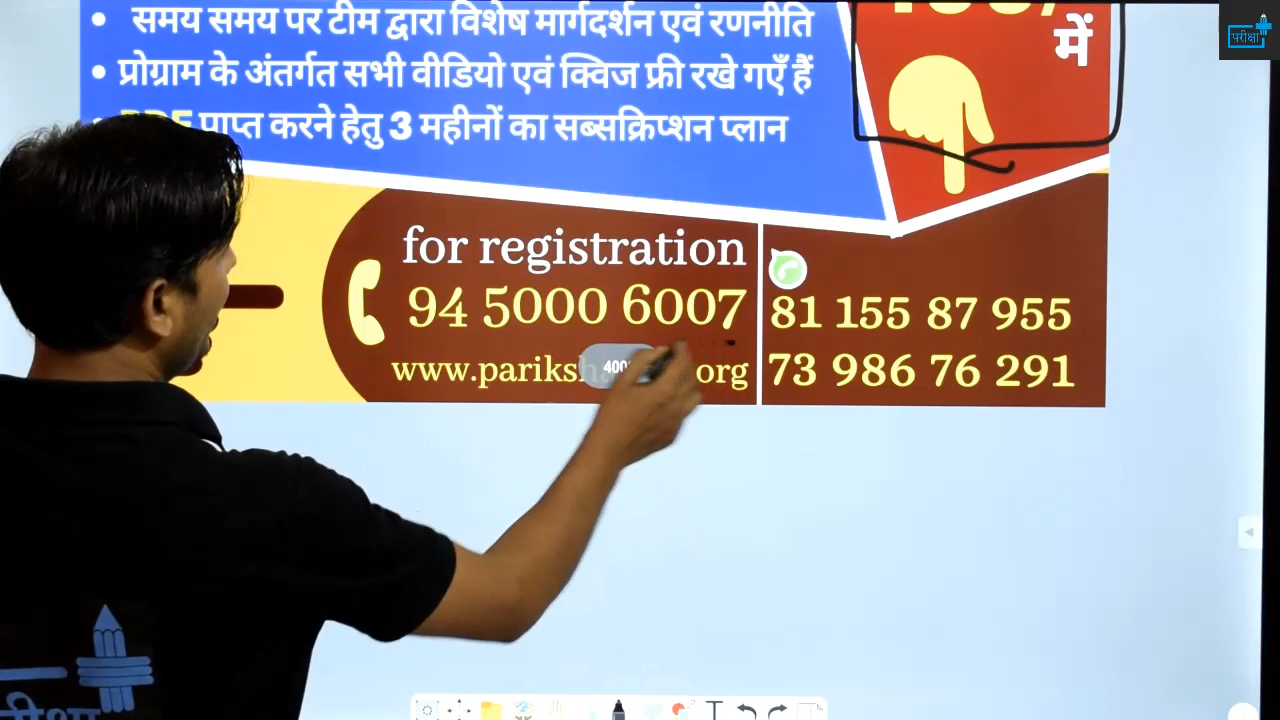 समय समय पर टीम द्वारा विशेष मार्गदर्शन एवं रणनीति
प्रोग्राम के अंतर्गत सभी वीडियो एवं क्विज फ्री रखे गएँ हैं
प्राप्त करने हेतु 3 महीनों का सब्सक्रिप्शन प्लान
में
परीक्षा
for registration
94 5000 6007
81 155 87 955
73 986 76 291